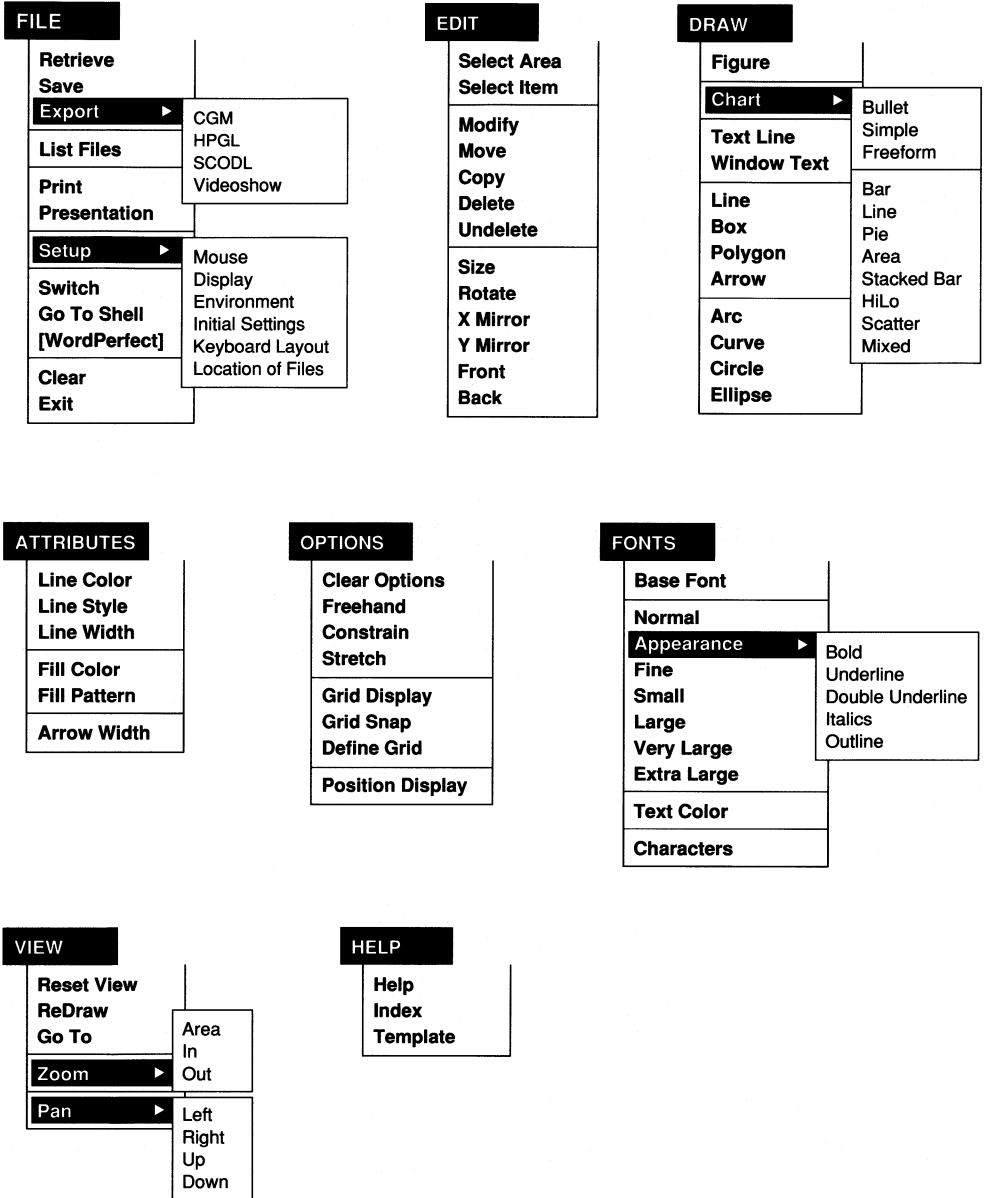 FILE
Retrieve
Save
Export
CGM
HPGL
SCODL
Videoshow
List Files
Print
Presentation
Setup
Mouse
Display
Environment
Initial Settings
Keyboard Layout
Location of Files
Switch
Go To Shell
[WordPerfect]
Clear
Exit
EDIT
Select Area
Select Item
Modify
Move
Copy
Delete
Undelete
Size
Rotate
X Mirror
Y Mirror
Front
Back
DRAW
Figure
Chart
Bullet
Simple
Freeform
Bar
Line
Pie
Area
Stacked Bar
HiLo
Scatter
Mixed
Text Line
Window Text
Line
Box
Polygon
Arrow
Arc
Curve
Circle
Ellipse
ATTRIBUTES
Line Color
Line Style
Line Width
Fill Color
Fill Pattern
Arrow Width
OPTIONS
Clear Options
Freehand
Constrain
Stretch
Grid Display
Grid Snap
Define Grid
Position Display
FONTS
Base Font
Normal
Appearance
Bold
Underline
Double Underline
Italics
Outline
Fine
Small
Large
Very Large
Extra Large
Text Color
Characters
VIEW
Reset View
ReDraw
Go To
Zoom
Area
In
Out
Pan
Left
Right
Up
Down
HELP
Help
Index
Template